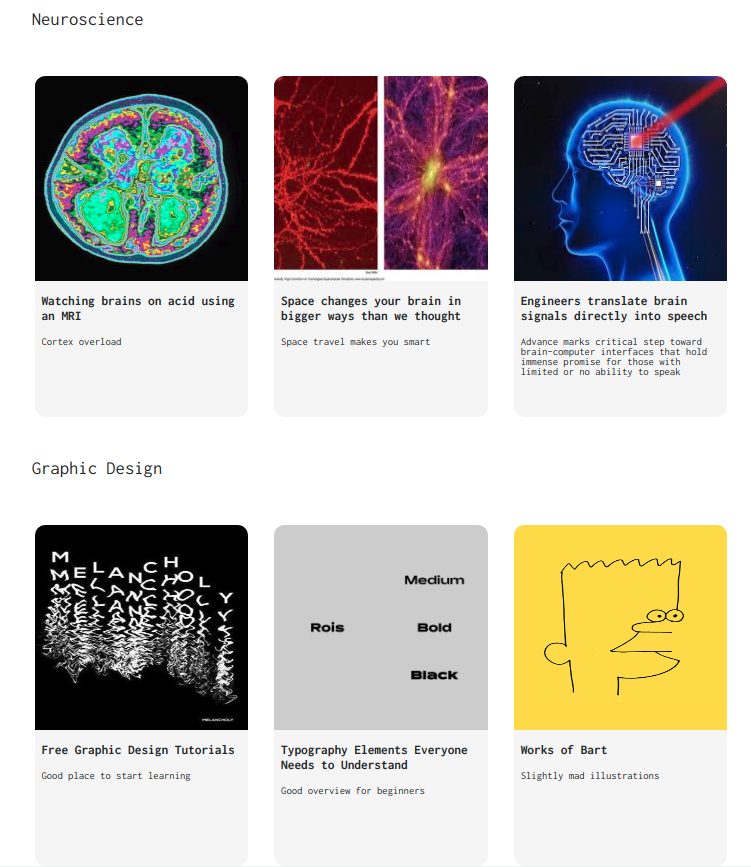 Neuroscience
Watching brains on acid using
an MRI
Cortex overload
Space changes your brain in
bigger ways than we thought
Space travel makes you smart
Engineers translate brain
signals directly into speech
Advance marks critical step toward
brain-computer interfaces that hold
immense promise for those with
limited or no ability to speak
Graphic Design
MELANCHOLY
MELANCHOLY
Free Graphic Design Tutorials
Good place to start learning
Medium
Rois
Bold
Black
Typography Elements Everyone
Needs to Understand
Good overview for beginners
Works of Bart
Slightly mad illustrations